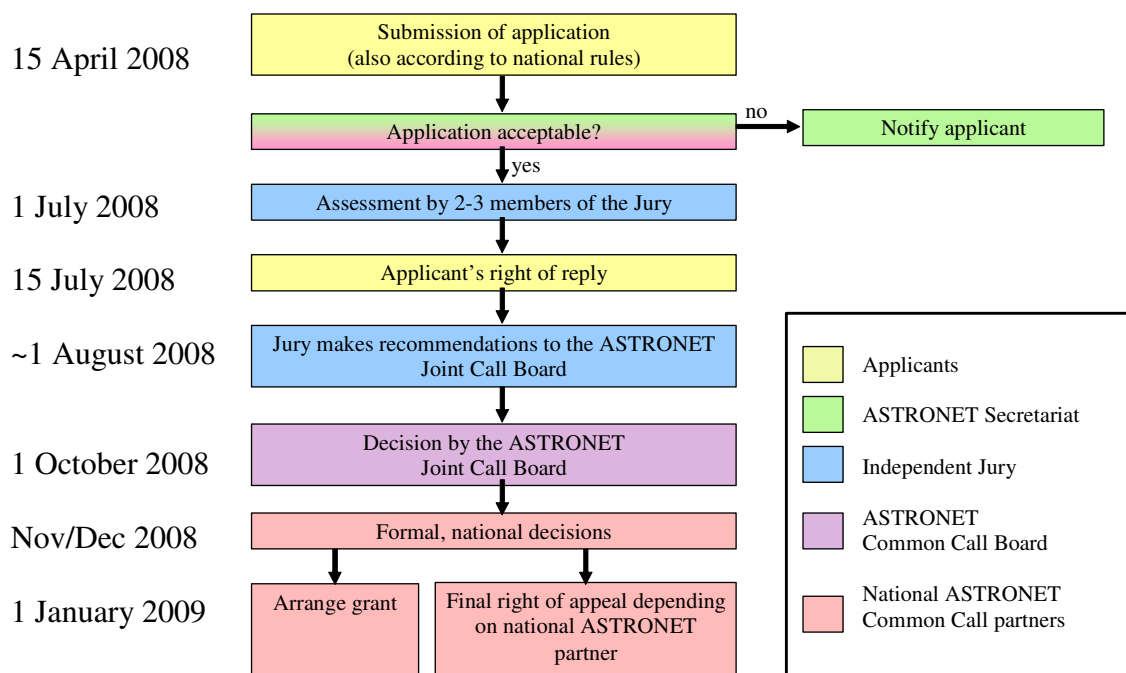 15 April 2008
Submission of application
(also according to national rules)
Application acceptable?
no
Notify applicant
yes
1 July 2008
Assessment by 2-3 members of the Jury
15 July 2008
Applicant’s right of reply
~1 August 2008
Jury makes recommendations to the ASTRONET
Joint Call Board
1 October 2008
Decision by the ASTRONET
Joint Call Board
Nov/Dec 2008
Formal, national decisions
1 January 2009
Arrange grant
Final right of appeal depending
on national ASTRONET
partner
Applicants
ASTRONET Secretariat
Independent Jury
ASTRONET
Common Call Board
National ASTRONET
Common Call partners